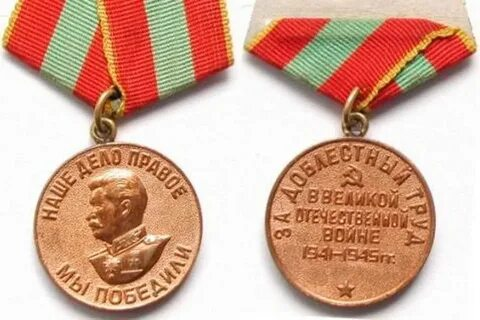 НАШЕ ДЕЛО ПРАВОЕ
МЫ ПОБЕДИЛИ
ЗА ДОБЛЕСТНЫЙ ТРУД
В ВЕЛИКОЙ
ОТЕЧЕСТВЕННОЙ
ВОЙНЕ
1941-1945 гг.